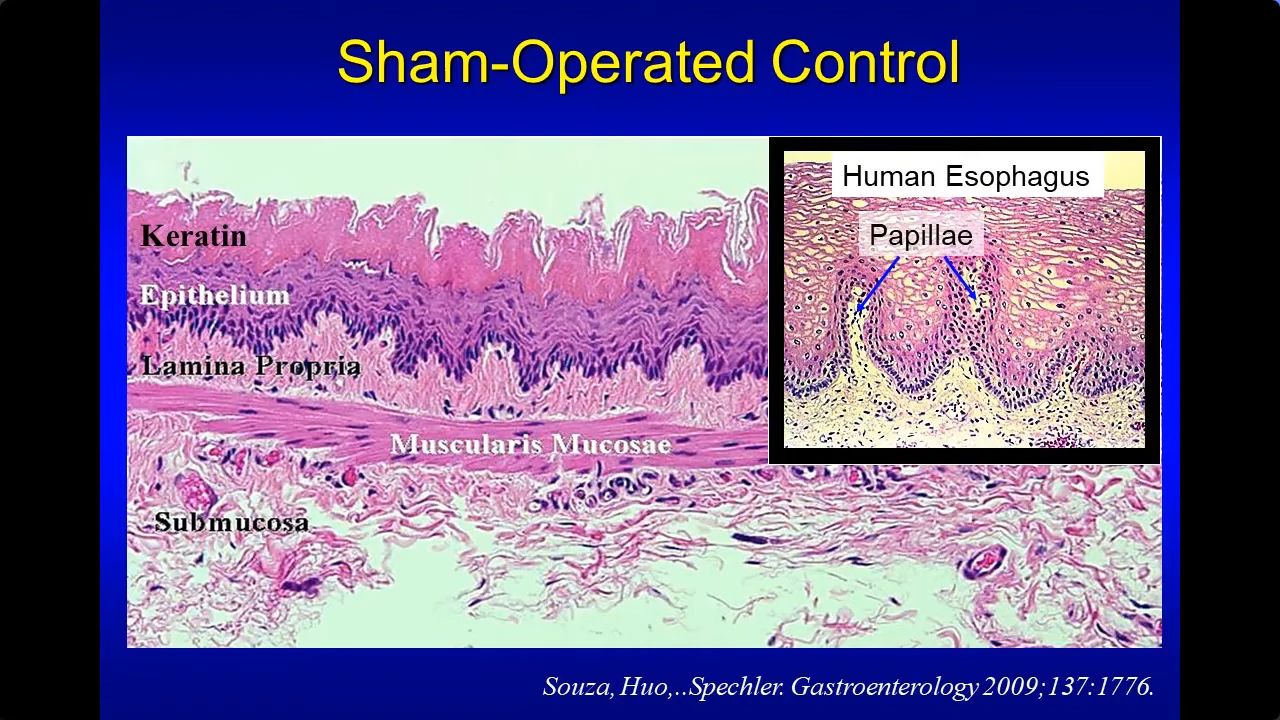 Sham-Operated Control
Human Esophagus
Papillae
Keratin
Epithelium
Lamina Propria
Muscularis Mucosae
Submucosa
Souza, Huo,..Spechler. Gastroenterology 2009;137:1776.